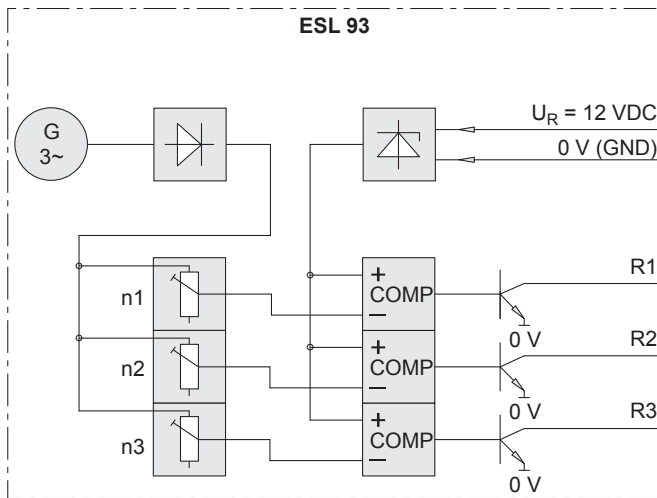 ESL 93
G
3~
U_R = 12 VDC
0 V (GND)
n1
+
COMP
−
R1
0 V
n2
+
COMP
−
R2
0 V
n3
+
COMP
−
R3
0 V